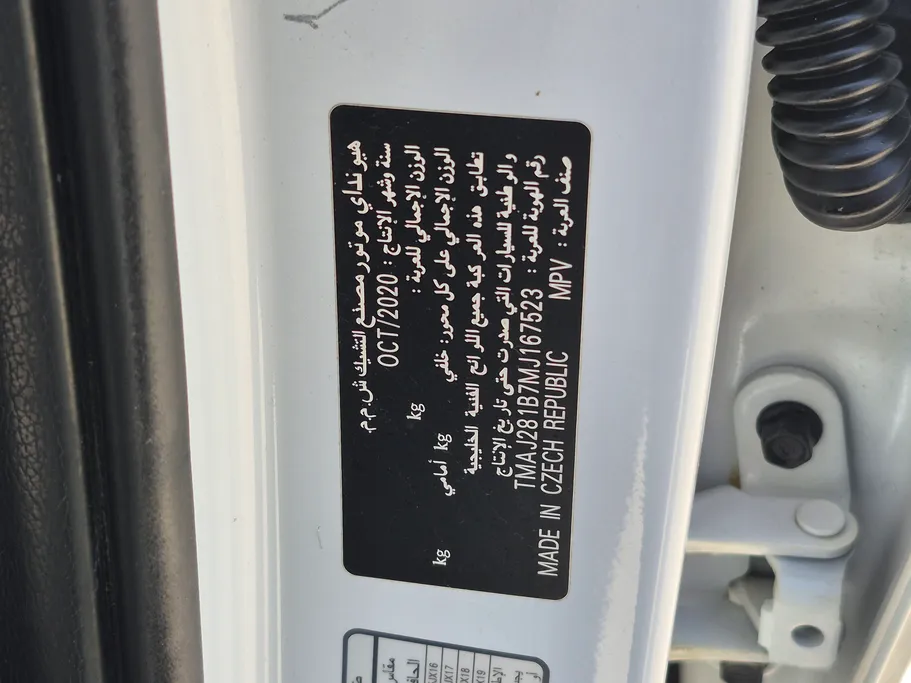 هيونداي موتور مصنع التشيك ش.م.م.
سنة وشهر الإنتاج : OCT/2020
الوزن الإجمالي للعربة : kg
الوزن الإجمالي على كل محور: خلفي kg أمامي kg
تطابق هذه المركبة جميع اللوائح الفنية الخليجية
والوطنية للسيارات التي صدرت حتى تاريخ الإنتاج
رقم الهوية للعربة : TMAJ281B7MJ167523
صنف العربة : MPV MADE IN CZECH REPUBLIC
مقاس